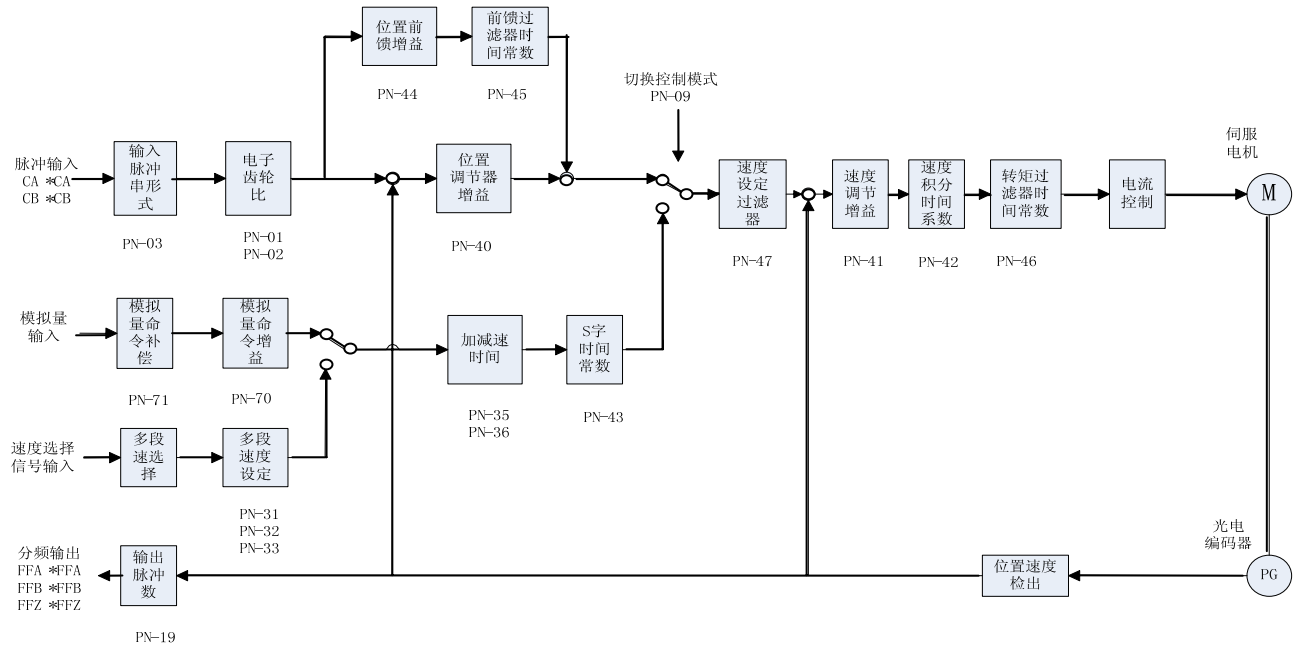 位置前
馈增益
前馈过
滤器时
间常数
PN-44
PN-45
切换控制模式
PN-09
脉冲输入
CA *CA
CB *CB
输入
脉冲
串形
式
PN-03
电子
齿轮
比
PN-01
PN-02
位置
调节器
增益
PN-40
速度
设定
过滤
器
PN-47
速度
调节
增益
PN-41
速度
积分
时间
系数
PN-42
转矩过
滤器时
间常数
PN-46
电流
控制
伺服
电机
M
模拟量
输入
模拟
量命
令补
偿
PN-71
模拟
量命
令增
益
PN-70
加减速
时间
PN-35
PN-36
S字
时间
常数
PN-43
速度选择
信号输入
多段
速选
择
多段
速度
设定
PN-31
PN-32
PN-33
分频输出
FFA *FFA
FFB *FFB
FFZ *FFZ
输出
脉冲
数
PN-19
位置速度
检出
光电
编码器
PG